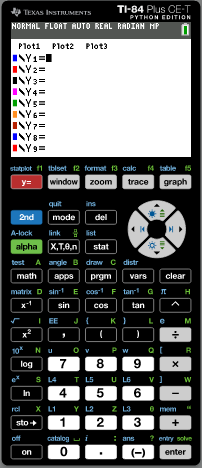 TEXAS INSTRUMENTS TI-84 Plus CE-T
PYTHON EDITION
NORMAL FLOAT AUTO REAL RADIAN MP
Plot1 Plot2 Plot3
\Y1=
\Y2=
\Y3=
\Y4=
\Y5=
\Y6=
\Y7=
\Y8=
\Y9=
statplot f1 tblset f2 format f3 calc f4 table f5
y= window zoom trace graph
quit ins
2nd mode del
A-lock link list
alpha X,T,θ,n stat
test A angle B draw C distr
math apps prgm vars clear
matrix D sin⁻¹ E cos⁻¹ F tan⁻¹ G π H
x⁻¹ sin cos tan ^
√ I EE J { K } L e M
x² , ( ) ÷
10ˣ N u O v P w Q [ R
log 7 8 9 ×
eˣ S L4 T L5 U L6 V ] W
ln 4 5 6 −
rcl X L1 Y L2 Z L3 θ mem "
sto→ 1 2 3 +
off catalog i : ans ? entry solve
on 0 . (−) enter